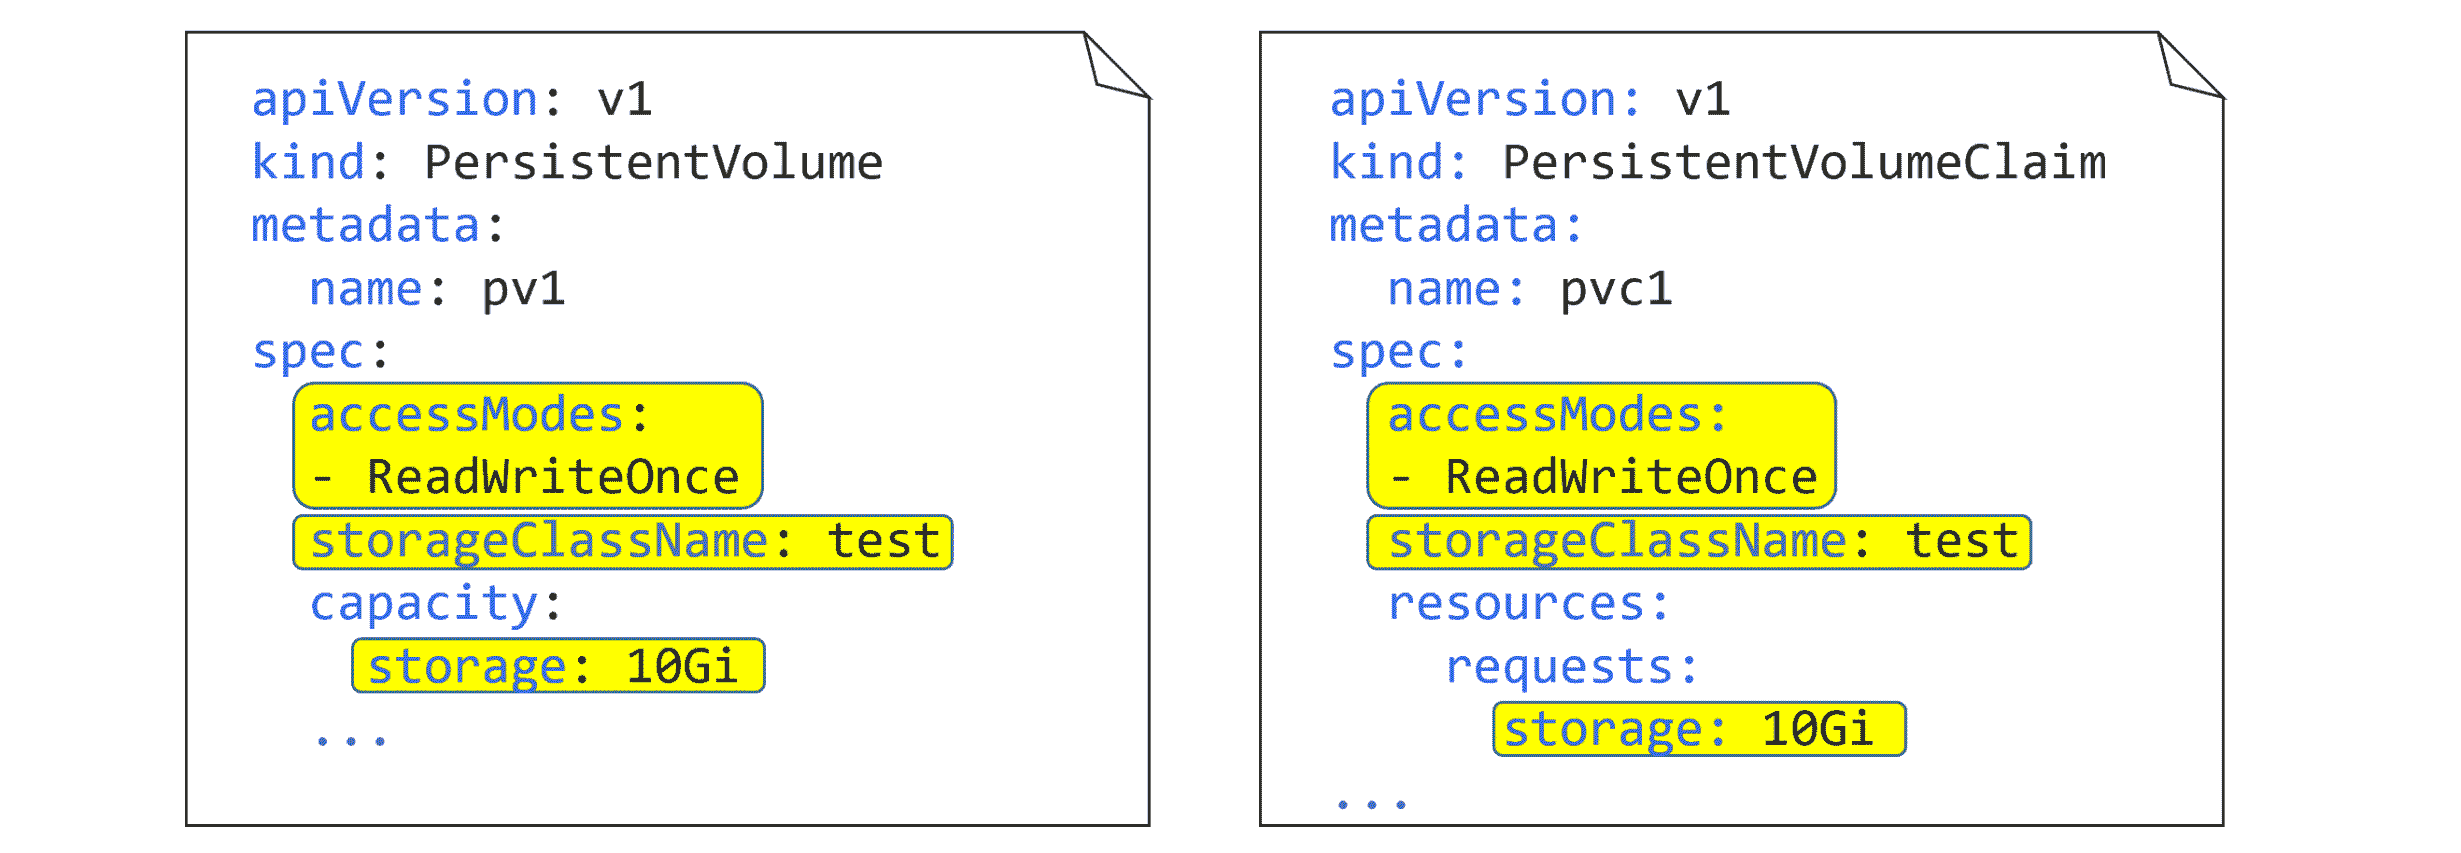 apiVersion: v1
kind: PersistentVolume
metadata:
  name: pv1
spec:
  accessModes:
  - ReadWriteOnce
  storageClassName: test
  capacity:
    storage: 10Gi
  ...
apiVersion: v1
kind: PersistentVolumeClaim
metadata:
  name: pvc1
spec:
  accessModes:
  - ReadWriteOnce
  storageClassName: test
  resources:
    requests:
      storage: 10Gi
...